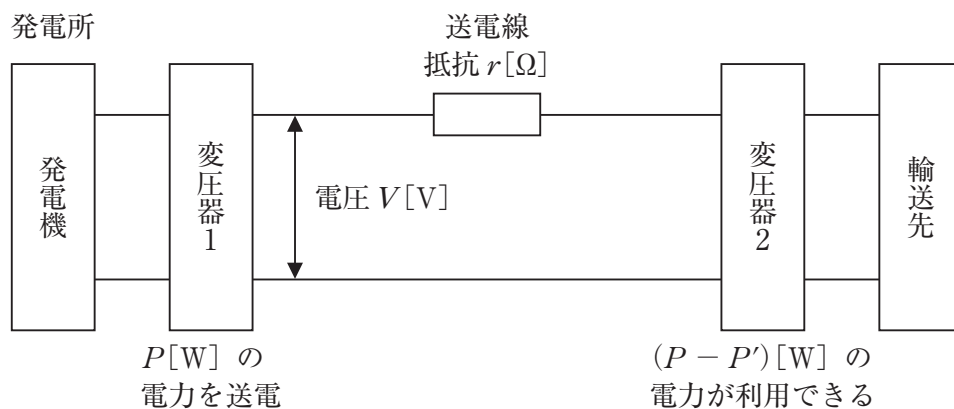 発電所
送電線
抵抗 r[Ω]
発電機
変圧器1
電圧 V[V]
変圧器2
輸送先
P[W] の
電力を送電
(P − P′)[W] の
電力が利用できる